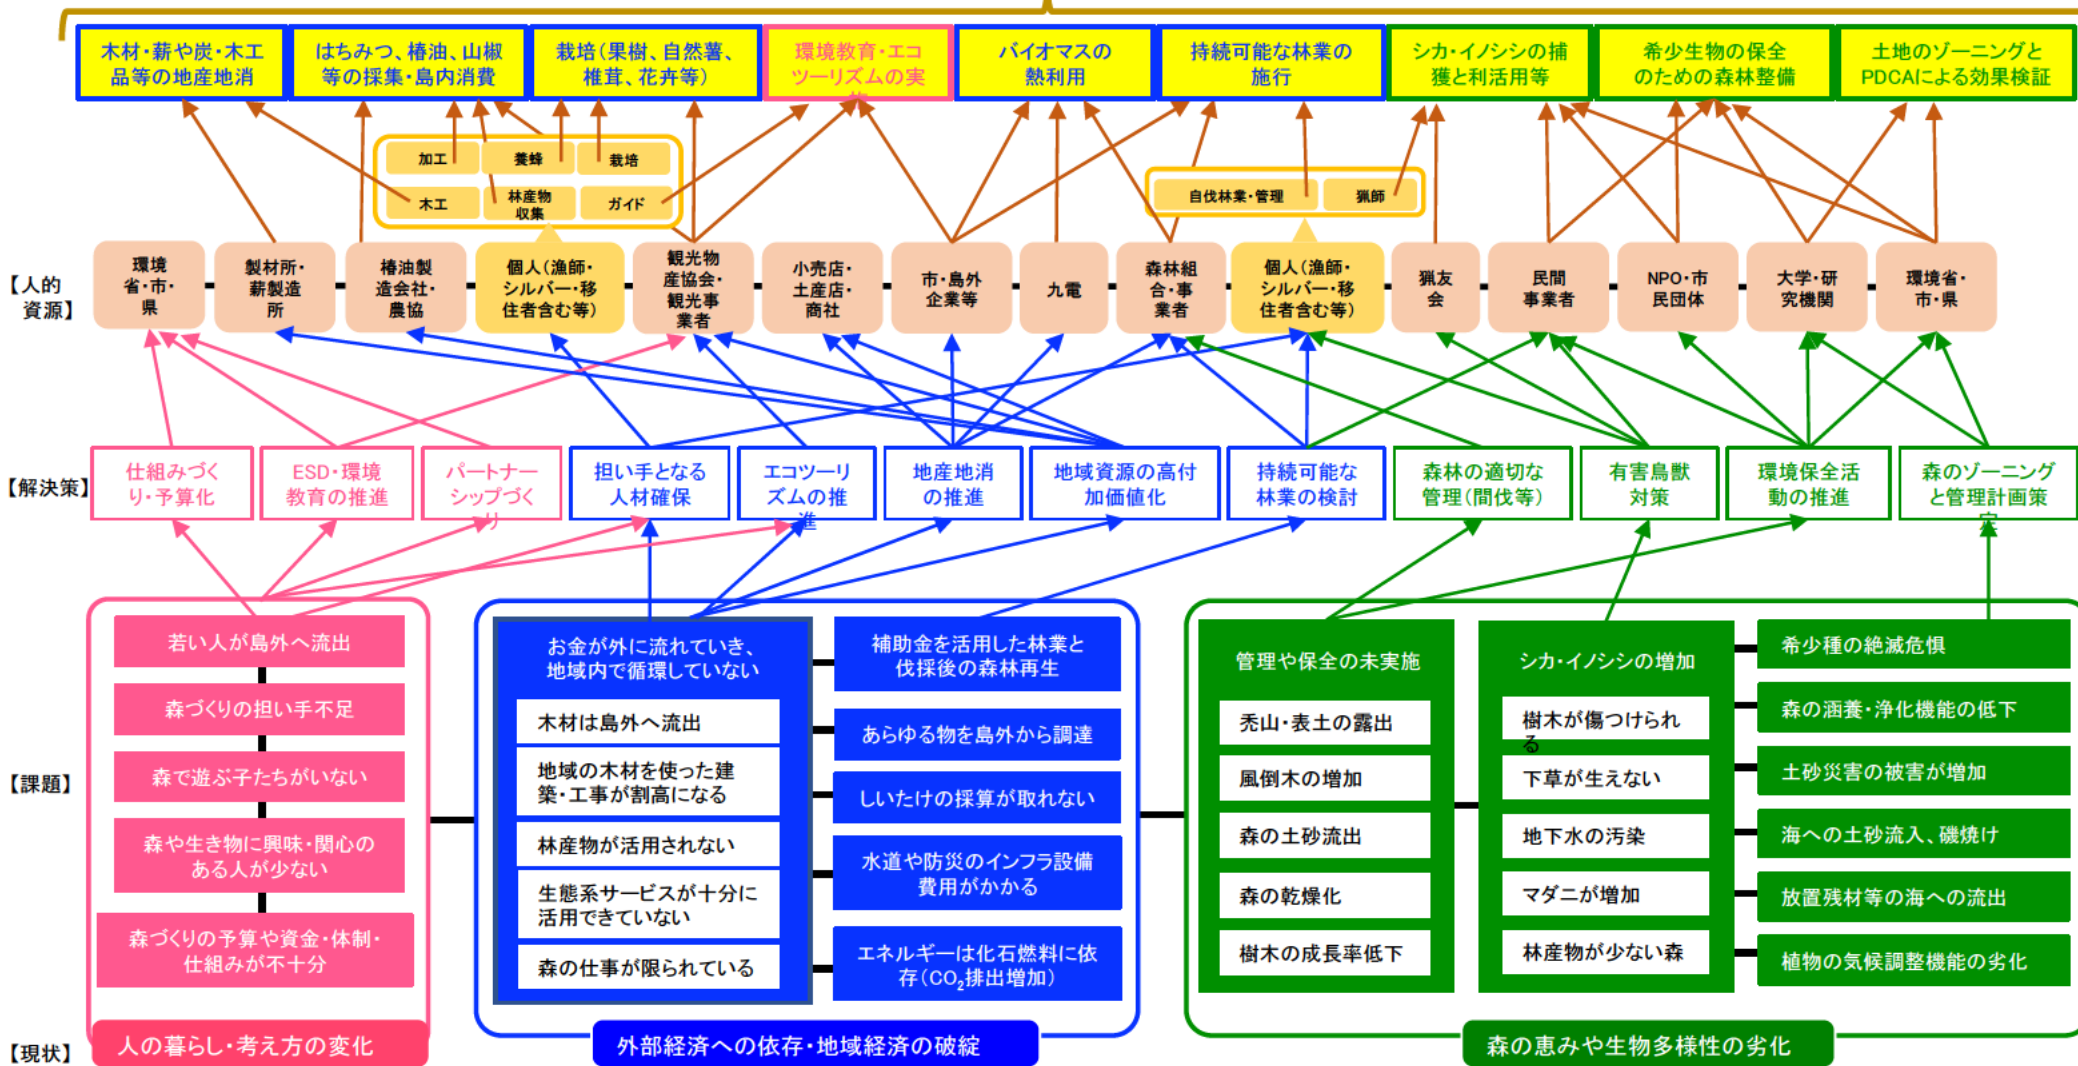 木材・薪や炭・木工
品等の地産地消
はちみつ、椿油、山椒
等の採集・島内消費
栽培(果樹、自然薯、
椎茸、花卉等)
環境教育・エコ
ツーリズムの実
施
バイオマスの
熱利用
持続可能な林業の
施行
シカ・イノシシの捕
獲と利活用等
希少生物の保全
のための森林整備
土地のゾーニングと
PDCAによる効果検証
加工
養蜂
栽培
木工
林産物
収集
ガイド
自伐林業・管理
猟師
【人的
資源】
環境
省・市・
県
製材所・
薪製造
所
椿油製
造会社・
農協
個人(漁師・
シルバー・移
住者含む等)
観光物
産協会・
観光事
業者
小売店・
土産店・
商社
市・島外
企業等
九電
森林組
合・事
業者
個人(漁師・
シルバー・移
住者含む等)
猟友
会
民間
事業者
NPO・市
民団体
大学・研
究機関
環境省・
市・県
【解決策】
仕組みづく
り・予算化
ESD・環境
教育の推進
パートナー
シップづく
り
担い手となる
人材確保
エコツーリ
ズムの推
進
地産地消
の推進
地域資源の高付
加価値化
持続可能な
林業の検討
森林の適切な
管理(間伐等)
有害鳥獣
対策
環境保全活
動の推進
森のゾーニング
と管理計画策
定
【課題】
若い人が島外へ流出
森づくりの担い手不足
森で遊ぶ子たちがいない
森や生き物に興味・関心の
ある人が少ない
森づくりの予算や資金・体制・
仕組みが不十分
お金が外に流れていき、
地域内で循環していない
木材は島外へ流出
地域の木材を使った建
築・工事が割高になる
林産物が活用されない
生態系サービスが十分に
活用できていない
森の仕事が限られている
補助金を活用した林業と
伐採後の森林再生
あらゆる物を島外から調達
しいたけの採算が取れない
水道や防災のインフラ設備
費用がかかる
エネルギーは化石燃料に依
存(CO₂排出増加)
管理や保全の未実施
禿山・表土の露出
風倒木の増加
森の土砂流出
森の乾燥化
樹木の成長率低下
シカ・イノシシの増加
樹木が傷つけられ
る
下草が生えない
地下水の汚染
マダニが増加
林産物が少ない森
希少種の絶滅危惧
森の涵養・浄化機能の低下
土砂災害の被害が増加
海への土砂流入、磯焼け
放置残材等の海への流出
植物の気候調整機能の劣化
【現状】
人の暮らし・考え方の変化
外部経済への依存・地域経済の破綻
森の恵みや生物多様性の劣化